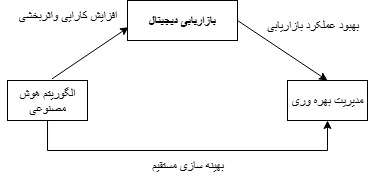 افزایش کارایی واثربخشی
بازاریابی دیجیتال
بهبود عملکرد بازاریابی
الگوریتم هوش
مصنوعی
مدیریت بهره وری
بهینه سازی مستقیم